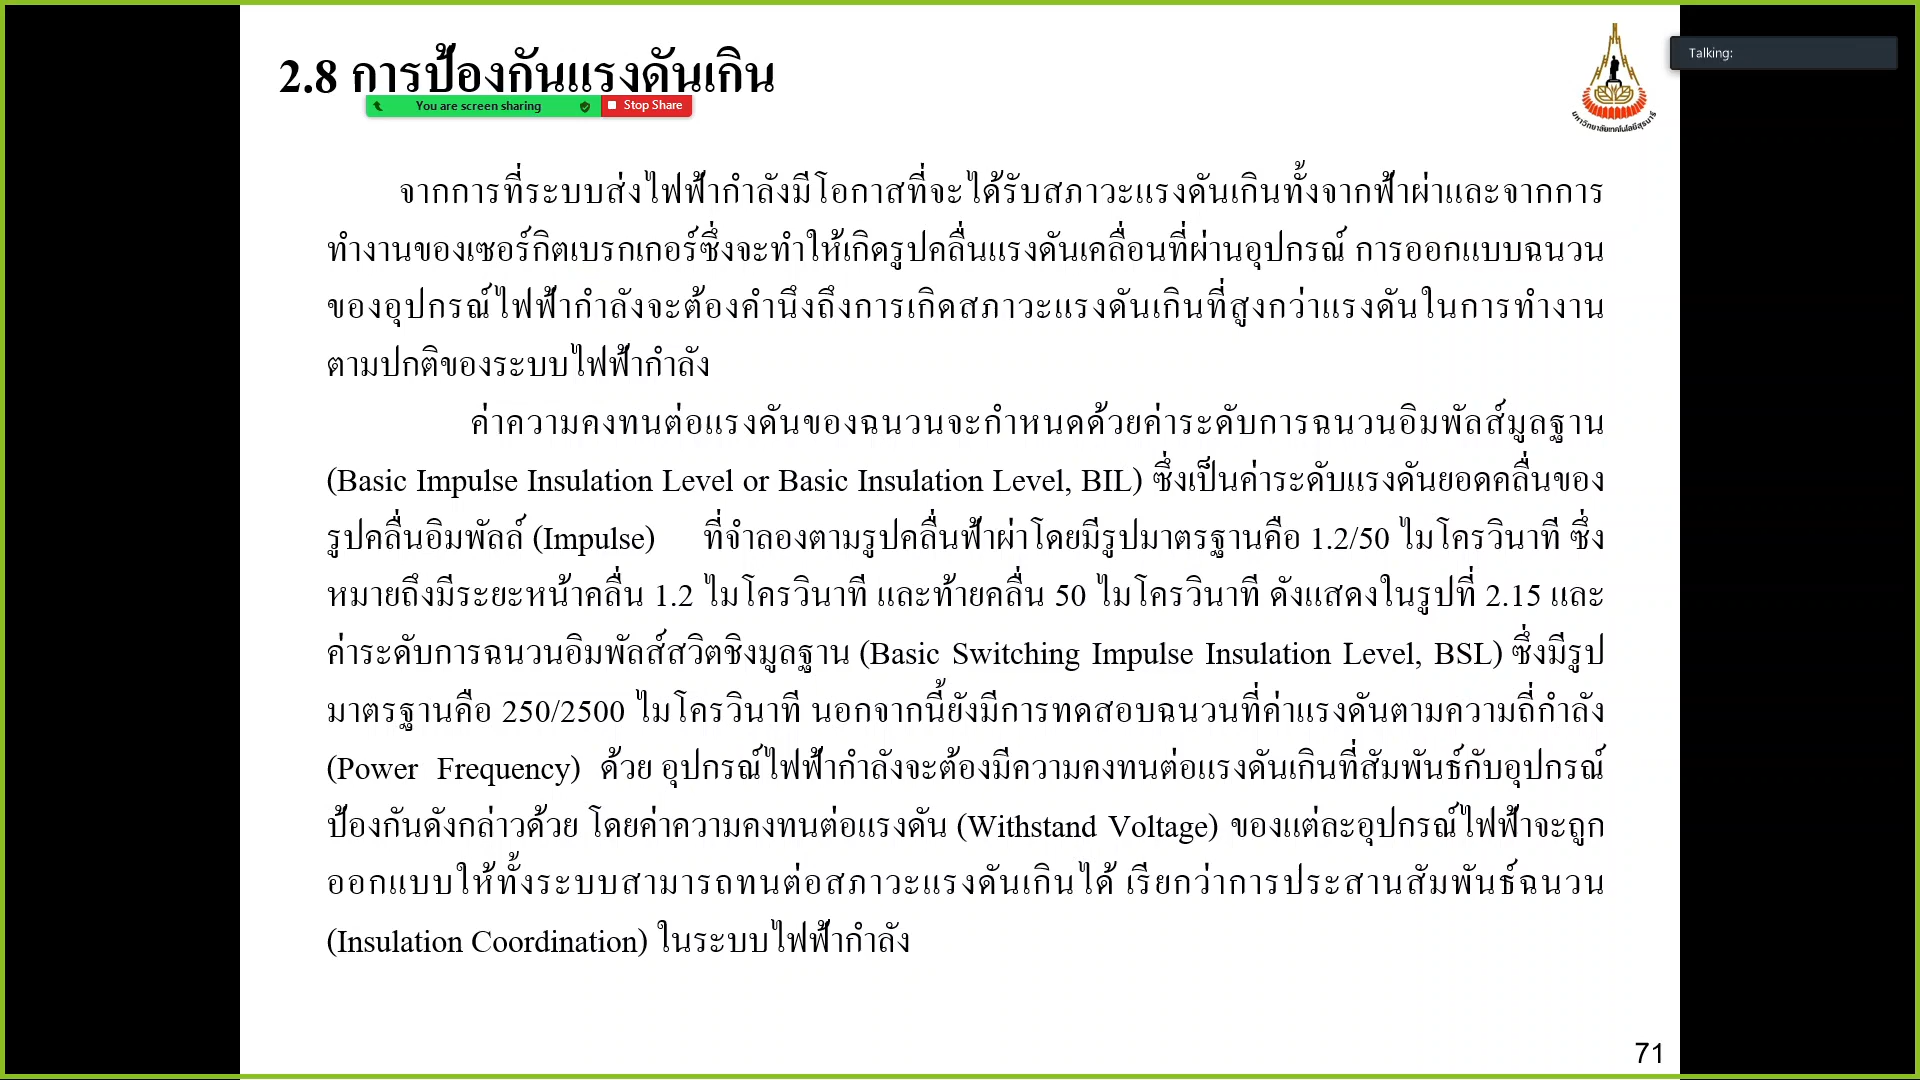 2.8 การป้องกันแรงดันเกิน
You are screen sharing
Stop Share
Talking:
มหาวิทยาลัยเทคโนโลยีสุรนารี
จากการที่ระบบส่งไฟฟ้ากำลังมีโอกาสที่จะได้รับสภาวะแรงดันเกินทั้งจากฟ้าผ่าและจากการ
ทำงานของเซอร์กิตเบรกเกอร์ซึ่งจะทำให้เกิดรูปคลื่นแรงดันเคลื่อนที่ผ่านอุปกรณ์ การออกแบบฉนวน
ของอุปกรณ์ไฟฟ้ากำลังจะต้องคำนึงถึงการเกิดสภาวะแรงดันเกินที่สูงกว่าแรงดันในการทำงาน
ตามปกติของระบบไฟฟ้ากำลัง
ค่าความคงทนต่อแรงดันของฉนวนจะกำหนดด้วยค่าระดับการฉนวนอิมพัลส์มูลฐาน
(Basic Impulse Insulation Level or Basic Insulation Level, BIL) ซึ่งเป็นค่าระดับแรงดันยอดคลื่นของ
รูปคลื่นอิมพัลล์ (Impulse) ที่จำลองตามรูปคลื่นฟ้าผ่าโดยมีรูปมาตรฐานคือ 1.2/50 ไมโครวินาที ซึ่ง
หมายถึงมีระยะหน้าคลื่น 1.2 ไมโครวินาที และท้ายคลื่น 50 ไมโครวินาที ดังแสดงในรูปที่ 2.15 และ
ค่าระดับการฉนวนอิมพัลส์สวิตชิงมูลฐาน (Basic Switching Impulse Insulation Level, BSL) ซึ่งมีรูป
มาตรฐานคือ 250/2500 ไมโครวินาที นอกจากนี้ยังมีการทดสอบฉนวนที่ค่าแรงดันตามความถี่กำลัง
(Power Frequency) ด้วย อุปกรณ์ไฟฟ้ากำลังจะต้องมีความคงทนต่อแรงดันเกินที่สัมพันธ์กับอุปกรณ์
ป้องกันดังกล่าวด้วย โดยค่าความคงทนต่อแรงดัน (Withstand Voltage) ของแต่ละอุปกรณ์ไฟฟ้าจะถูก
ออกแบบให้ทั้งระบบสามารถทนต่อสภาวะแรงดันเกินได้ เรียกว่าการประสานสัมพันธ์ฉนวน
(Insulation Coordination) ในระบบไฟฟ้ากำลัง
71